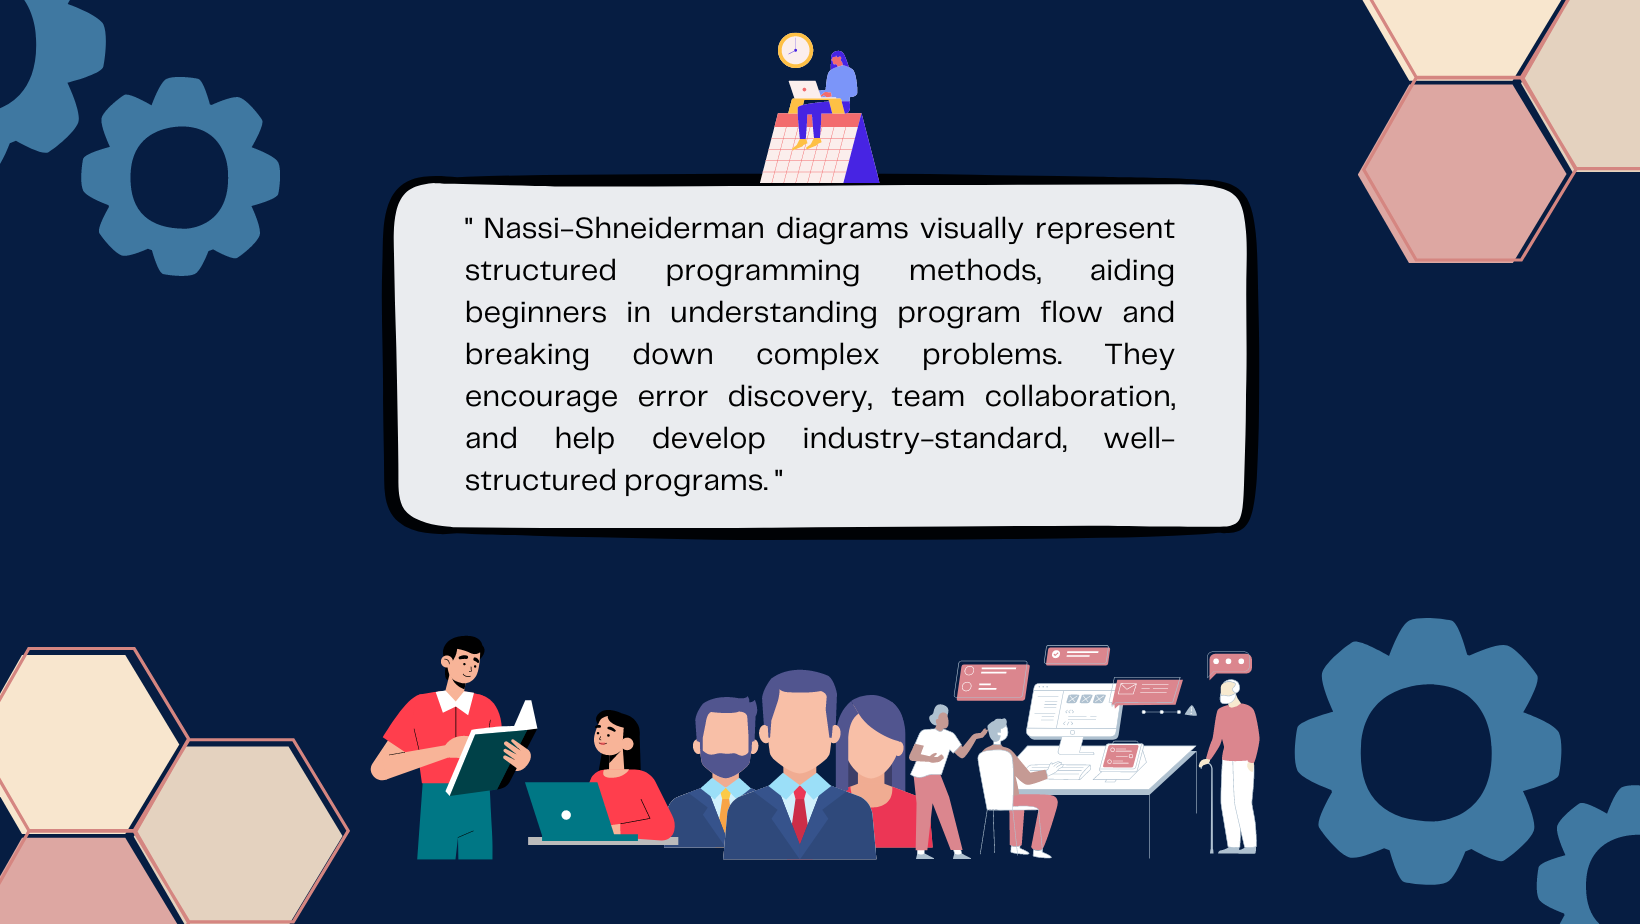 " Nassi-Shneiderman diagrams visually represent
structured programming methods, aiding
beginners in understanding program flow and
breaking down complex problems. They
encourage error discovery, team collaboration,
and help develop industry-standard, well-
structured programs. "